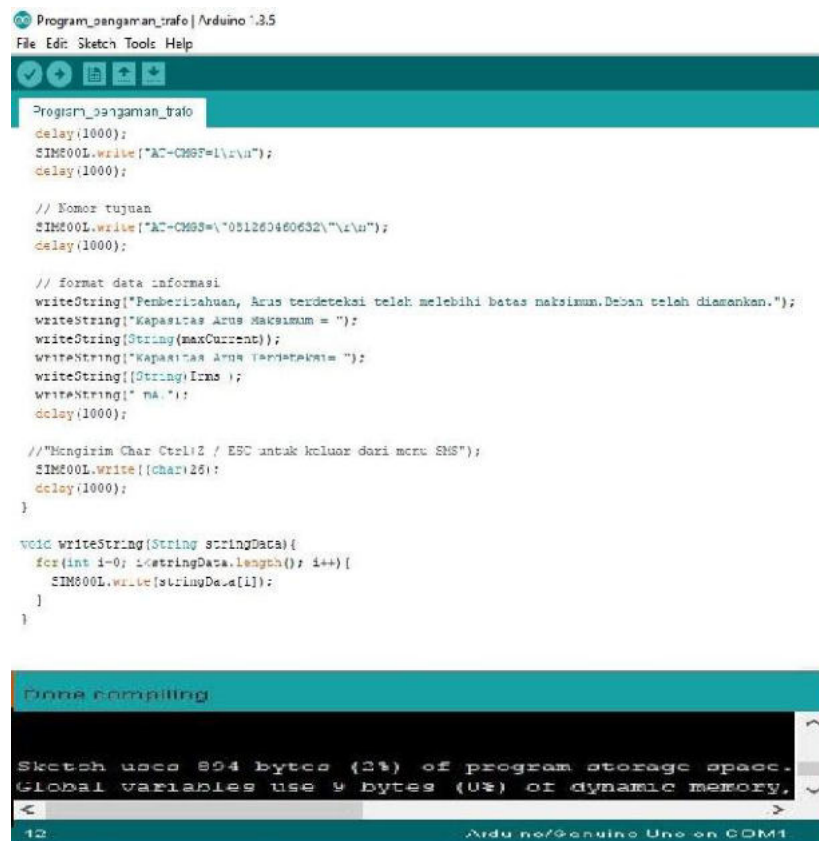 Program_pengaman_trafo | Arduino 1.8.5
File Edit Sketch Tools Help
Program_pengaman_trafo
delay(1000);
SIM800L.write("AT+CMGF=1\r\n");
delay(1000);
// Nomor tujuan
SIM800L.write("AT+CMGS=\"081260460632\"\r\n");
delay(1000);
// format data informasi
writeString("Pemberitahuan, Arus terdeteksi telah melebihi batas maksimum.Beban telah diamankan.");
writeString("Kapasitas Arus Maksimum = ");
writeString(String(maxCurrent));
writeString("Kapasitas Arus Terdeteksi= ");
writeString((String)Irms );
writeString(" mA.");
delay(1000);
//"Mengirim Char Ctrl+Z / ESC untuk keluar dari menu SMS");
SIM800L.write((char)26);
delay(1000);
}
void writeString(String stringData){
for(int i=0; i<stringData.length(); i++){
SIM800L.write(stringData[i]);
}
}
Done compiling
Sketch uses 894 bytes (2%) of program storage space.
Global variables use 9 bytes (0%) of dynamic memory,
12
Arduino/Genuino Uno on COM1